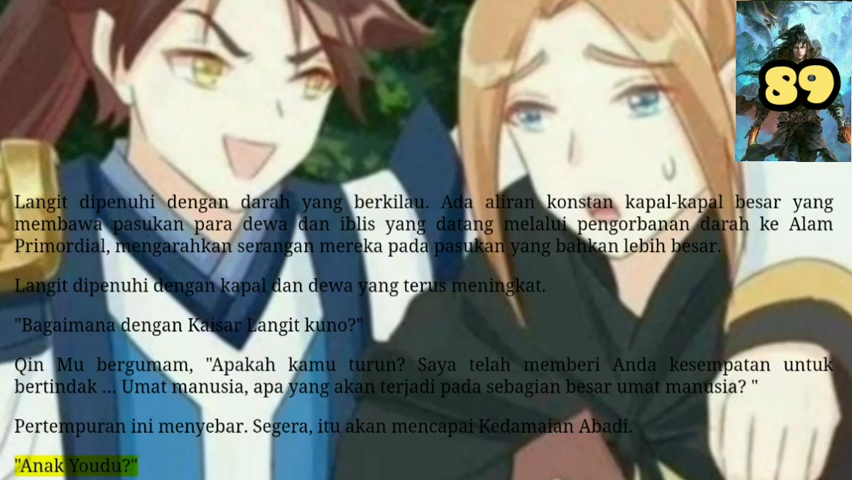 89
Langit dipenuhi dengan darah yang berkilau. Ada aliran konstan kapal-kapal besar yang
membawa pasukan para dewa dan iblis yang datang melalui pengorbanan darah ke Alam
Primordial, mengarahkan serangan mereka pada pasukan yang bahkan lebih besar.
Langit dipenuhi dengan kapal dan dewa yang terus meningkat.
"Bagaimana dengan Kaisar Langit kuno?"
Qin Mu bergumam, "Apakah kamu turun? Saya telah memberi Anda kesempatan untuk
bertindak ... Umat manusia, apa yang akan terjadi pada sebagian besar umat manusia? "
Pertempuran ini menyebar. Segera, itu akan mencapai Kedamaian Abadi.
"Anak Youdu?"